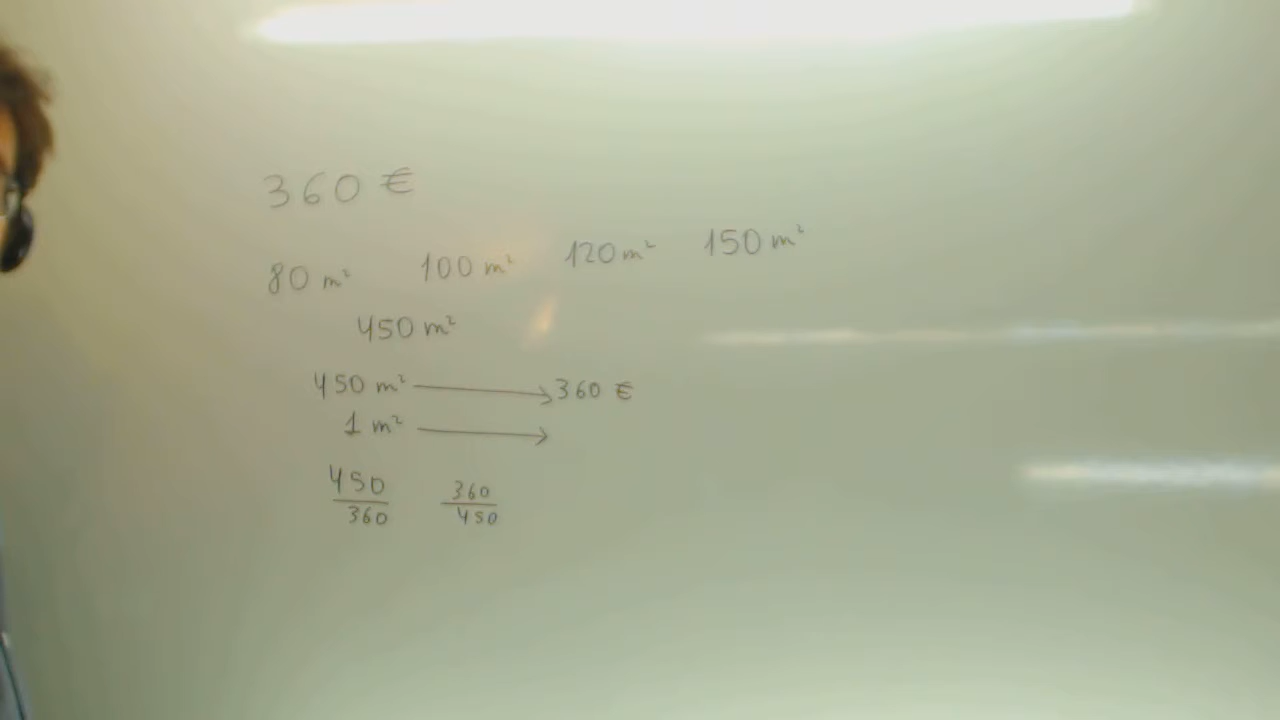 360 €
80 m² 100 m² 120 m² 150 m²
450 m²
450 m² → 360 €
1 m² →
450/360 360/450